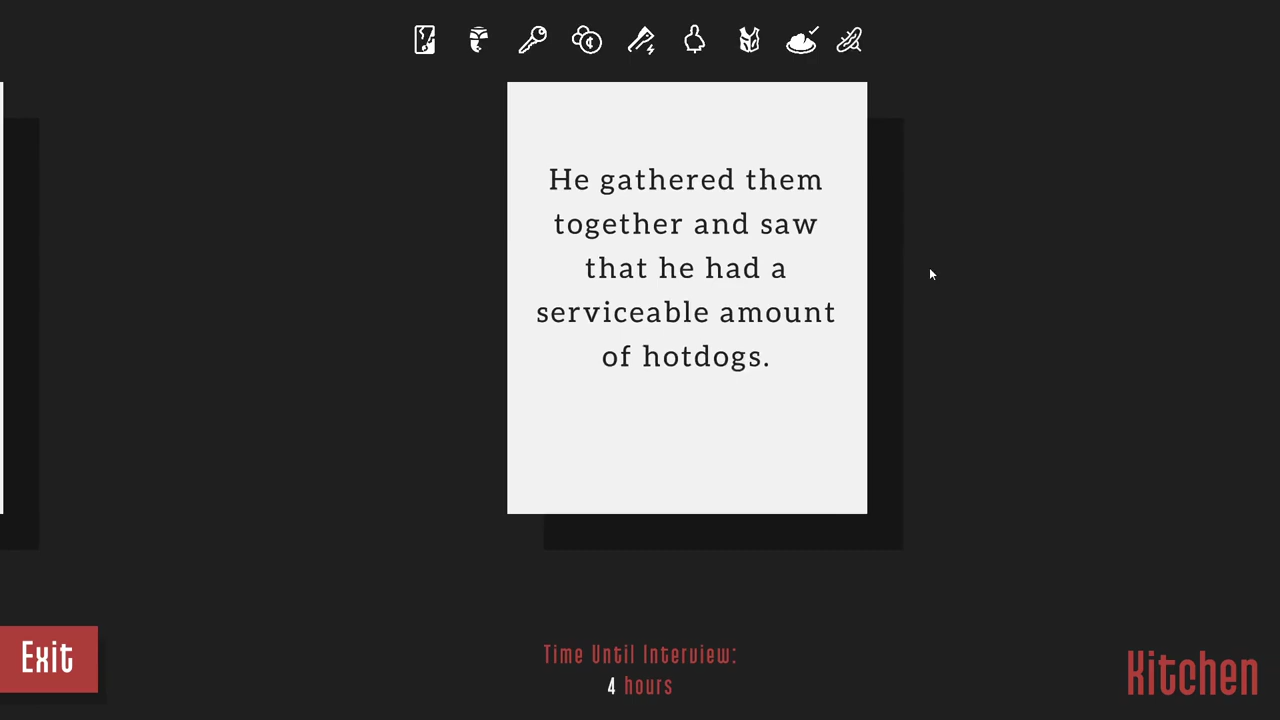 He gathered them
together and saw
that he had a
serviceable amount
of hotdogs.
Exit
Time Until Interview:
4 hours
Kitchen